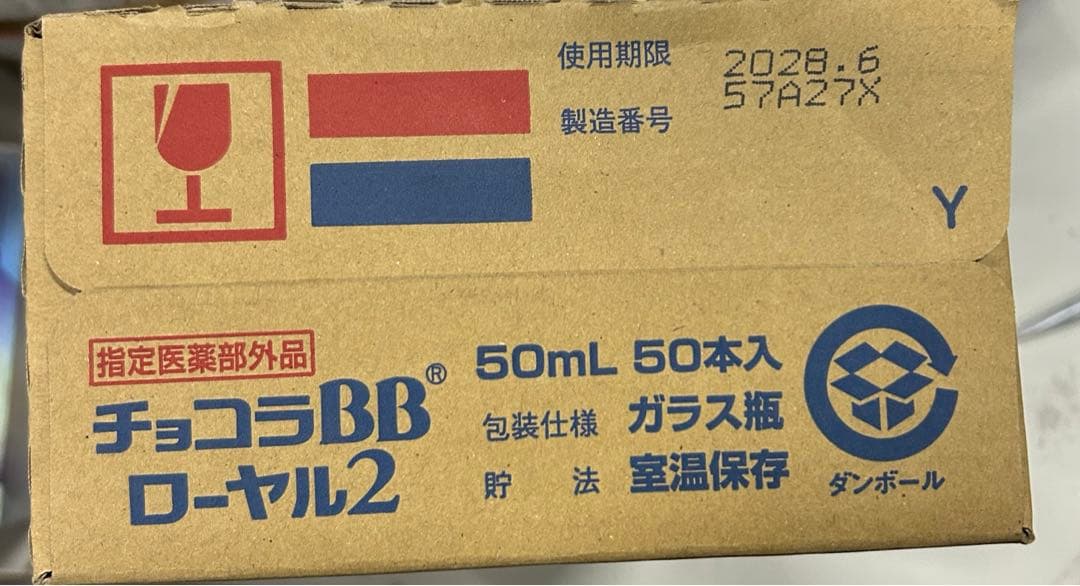 使用期限 2028.6
製造番号 57A27X
Y
指定医薬部外品
チョコラBB®
ローヤル2
50mL 50本入
包装仕様 ガラス瓶
貯 法 室温保存
ダンボール